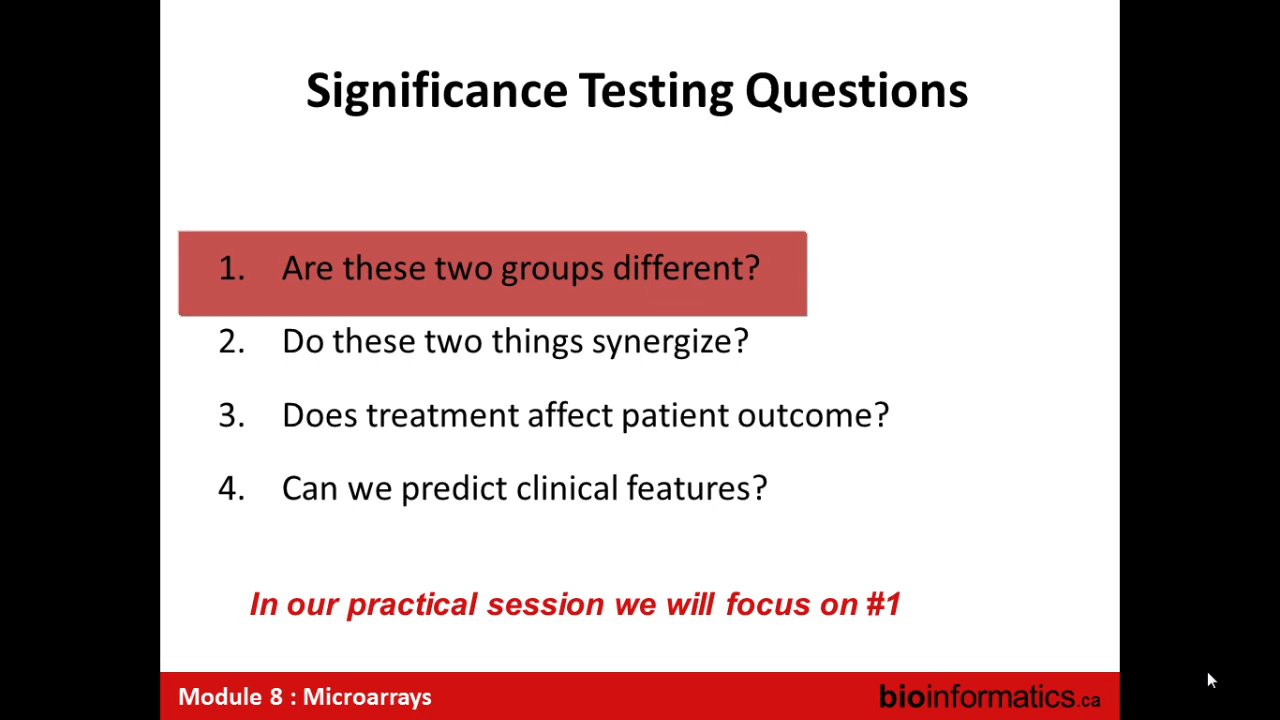 Significance Testing Questions
1. Are these two groups different?
2. Do these two things synergize?
3. Does treatment affect patient outcome?
4. Can we predict clinical features?
In our practical session we will focus on #1
Module 8 : Microarrays
bioinformatics.ca